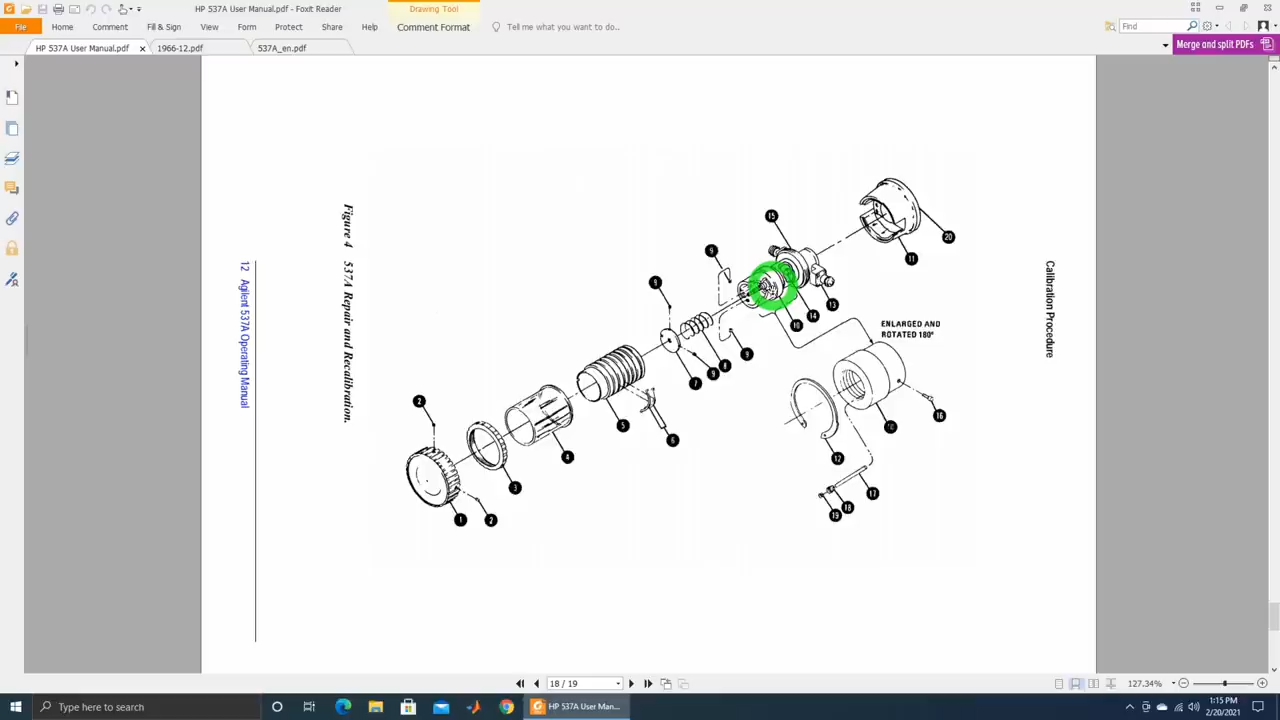 HP 537A User Manual.pdf - Foxit Reader
Drawing Tool
File
Home
Comment
Fill & Sign
View
Form
Protect
Share
Help
Comment Format
Tell me what you want to do...
Find
HP 537A User Manual.pdf
1966-12.pdf
537A_en.pdf
Merge and split PDFs
Calibration Procedure
15
20
9
11
9
13
14
10
ENLARGED AND
ROTATED 180°
9
8
9
7
2
16
5
10
6
4
12
3
17
18
19
1
2
Figure 4 537A Repair and Recalibration.
12 Agilent 537A Operating Manual
18 / 19
127.34%
Type here to search
HP 537A User Man...
1:15 PM
2/20/2021